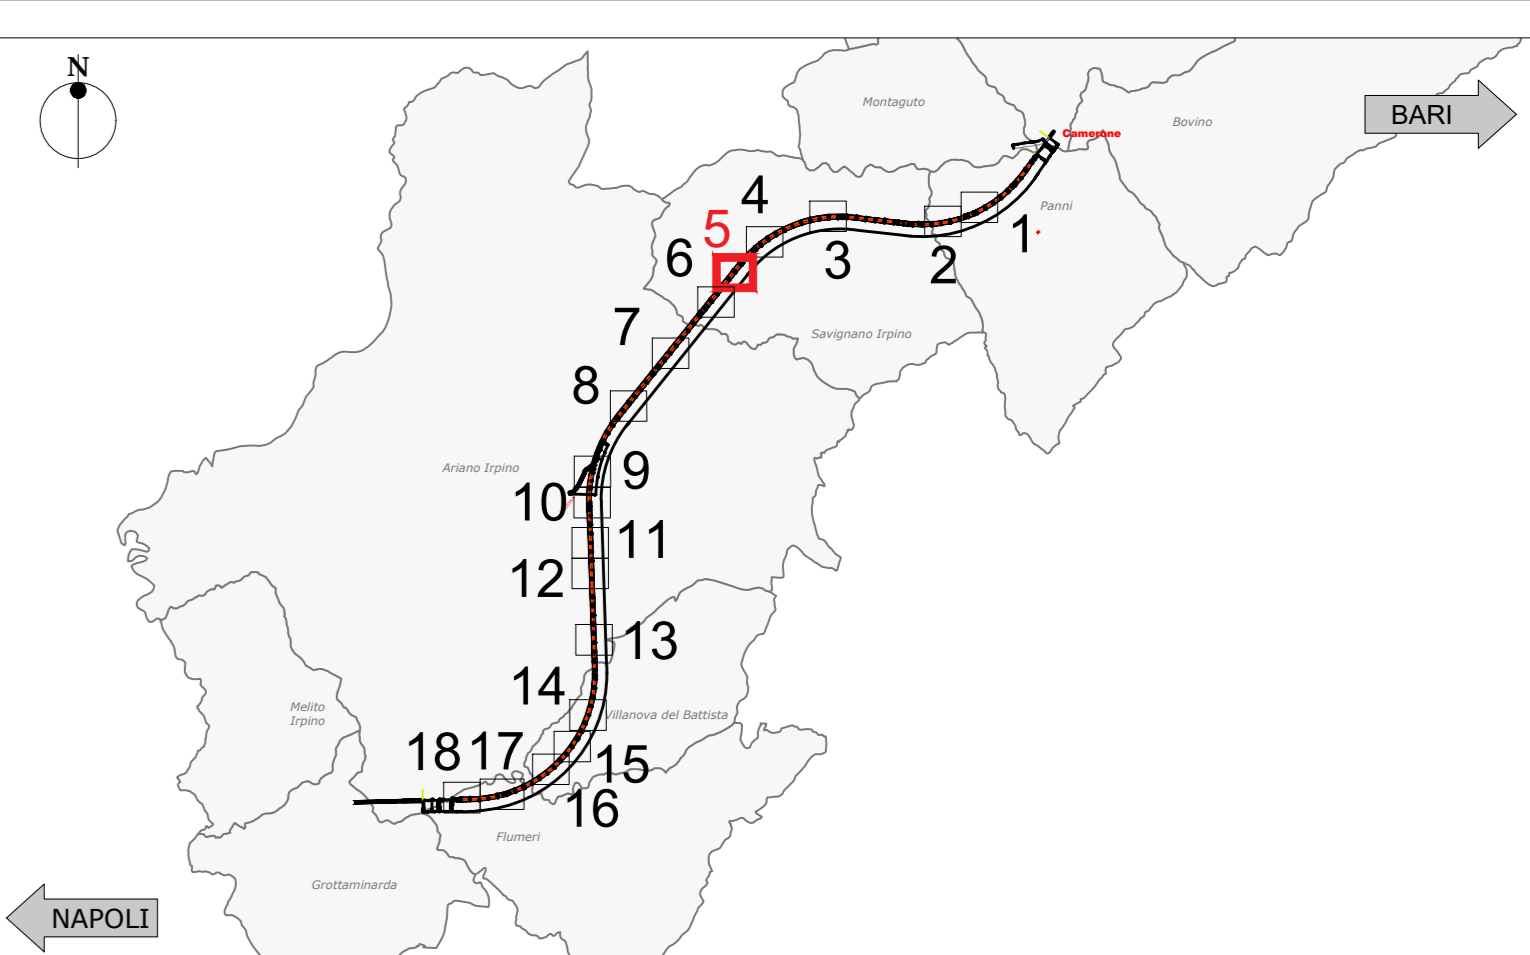 N
Montaguto
Bovino
BARI
Camerone
4
5
Panni
6
3
2
1
7
Savignano Irpino
8
Ariano Irpino
9
10
11
12
13
14
Melito
Irpino
Villanova del Battista
18
17
15
16
Flumeri
Grottaminarda
NAPOLI